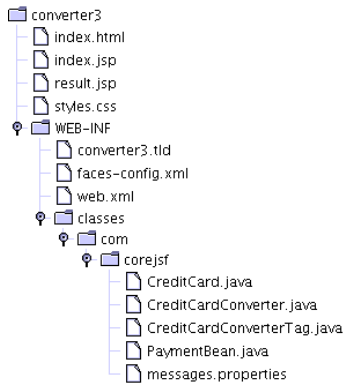 converter3
index.html
index.jsp
result.jsp
styles.css
WEB-INF
converter3.tld
faces-config.xml
web.xml
classes
com
corejsf
CreditCard.java
CreditCardConverter.java
CreditCardConverterTag.java
PaymentBean.java
messages.properties